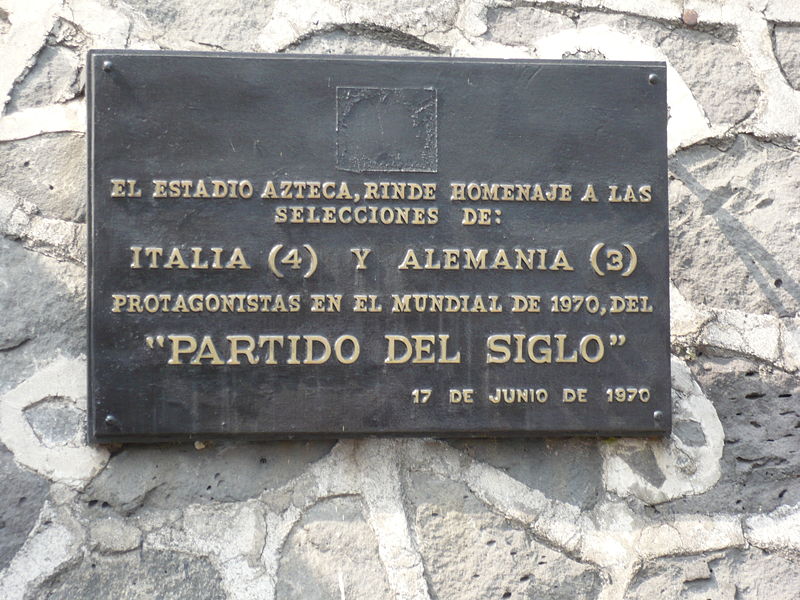 EL ESTADIO AZTECA, RINDE HOMENAJE A LAS
SELECCIONES DE:
ITALIA (4) Y ALEMANIA (3)
PROTAGONISTAS EN EL MUNDIAL DE 1970, DEL
"PARTIDO DEL SIGLO"
17 DE JUNIO DE 1970